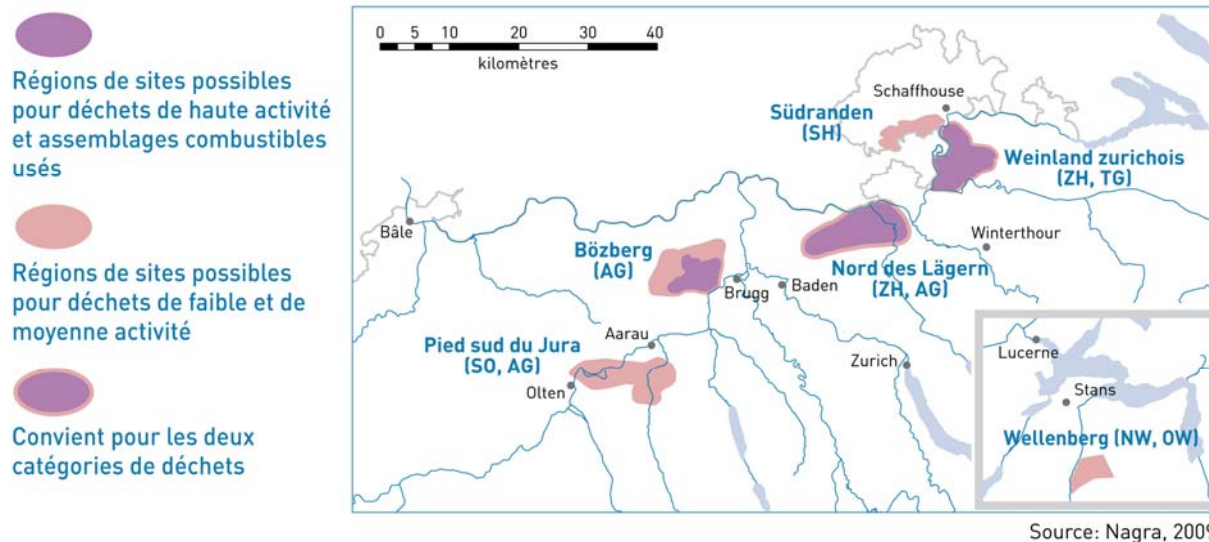 Régions de sites possibles
pour déchets de haute activité
et assemblages combustibles
usés
Régions de sites possibles
pour déchets de faible et de
moyenne activité
Convient pour les deux
catégories de déchets
0 5 10 20 30 40
kilomètres
Schaffhouse
Südranden
(SH)
Weinland zurichois
(ZH, TG)
Bâle
Winterthour
Bözberg
(AG)
Nord des Lägern
(ZH, AG)
Brugg
Baden
Aarau
Pied sud du Jura
(SO, AG)
Olten
Zurich
Lucerne
Stans
Wellenberg (NW, OW)
Source: Nagra, 2009